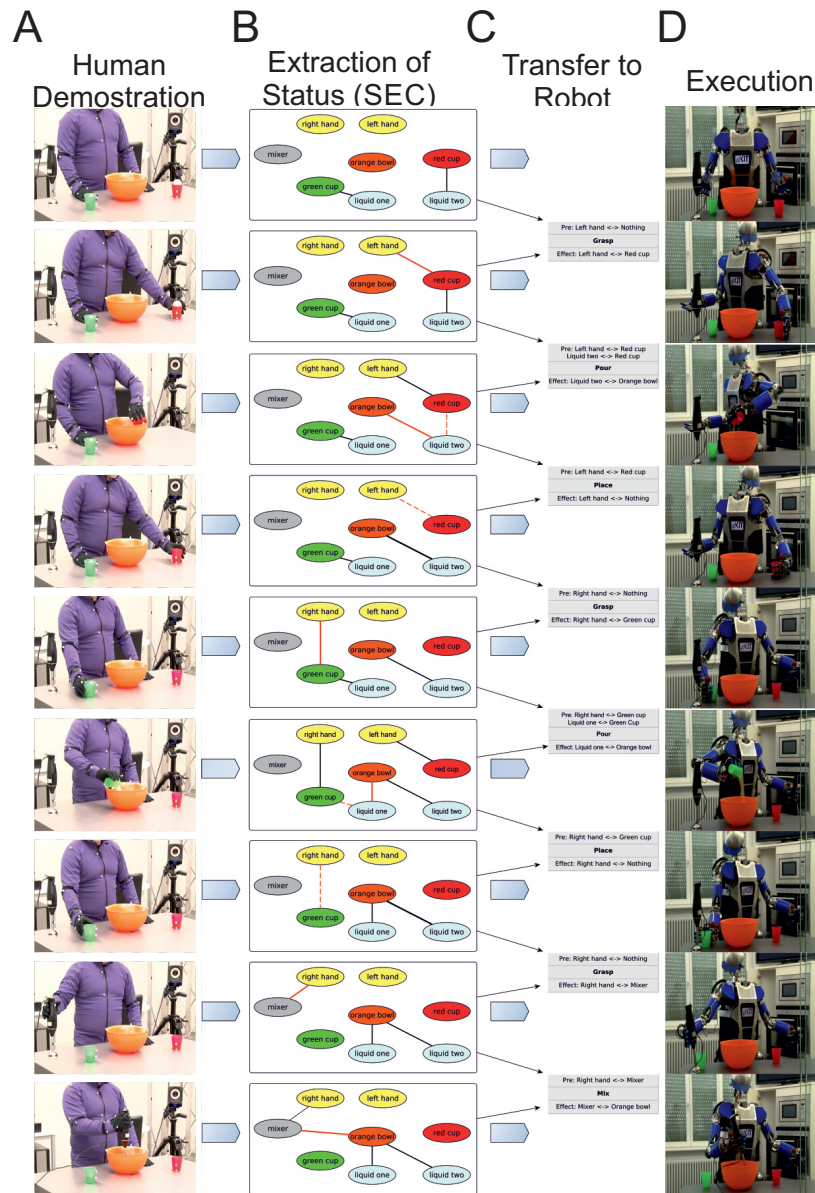 A
B
C
D
Human
Demostration
Extraction of
Status (SEC)
Transfer to
Robot
Execution
right hand
left hand
mixer
orange bowl
red cup
green cup
liquid one
liquid two
Pre: Left hand <-> Nothing
Grasp
Effect: Left hand <-> Red cup
right hand
left hand
mixer
orange bowl
red cup
green cup
liquid one
liquid two
Pre: Left hand <-> Red cup
Liquid two <-> Red cup
Pour
Effect: Liquid two <-> Orange bowl
right hand
left hand
mixer
orange bowl
red cup
green cup
liquid one
liquid two
Pre: Left hand <-> Red cup
Place
Effect: Left hand <-> Nothing
right hand
left hand
mixer
orange bowl
red cup
green cup
liquid one
liquid two
Pre: Right hand <-> Nothing
Grasp
Effect: Right hand <-> Green cup
right hand
left hand
mixer
orange bowl
red cup
green cup
liquid one
liquid two
Pre: Right hand <-> Green cup
Liquid one <-> Green Cup
Pour
Effect: Liquid one <-> Orange bowl
right hand
left hand
mixer
orange bowl
red cup
green cup
liquid one
liquid two
Pre: Right hand <-> Green cup
Place
Effect: Right hand <-> Nothing
right hand
left hand
mixer
orange bowl
red cup
green cup
liquid one
liquid two
Pre: Right hand <-> Nothing
Grasp
Effect: Right hand <-> Mixer
right hand
left hand
mixer
orange bowl
red cup
green cup
liquid one
liquid two
Pre: Right hand <-> Mixer
Mix
Effect: Mixer <-> Orange bowl
right hand
left hand
mixer
orange bowl
red cup
green cup
liquid one
liquid two